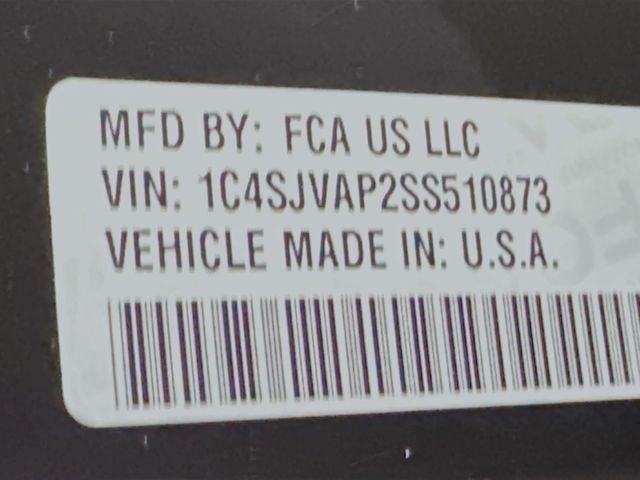 MFD BY: FCA US LLC
VIN: 1C4SJVAP2SS510873
VEHICLE MADE IN: U.S.A.